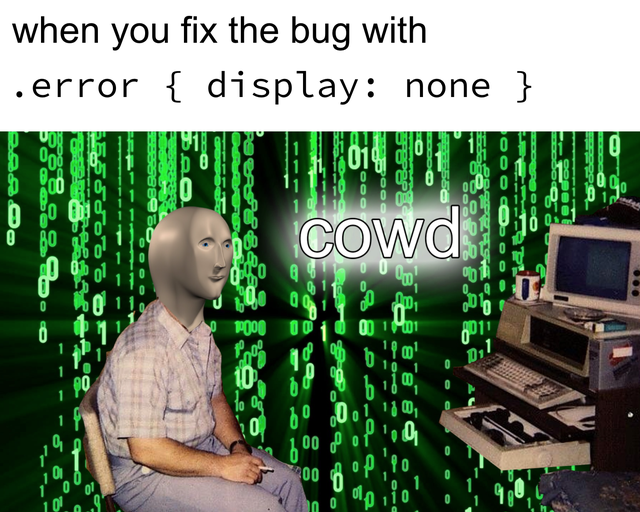 when you fix the bug with
.error { display: none }
cowd